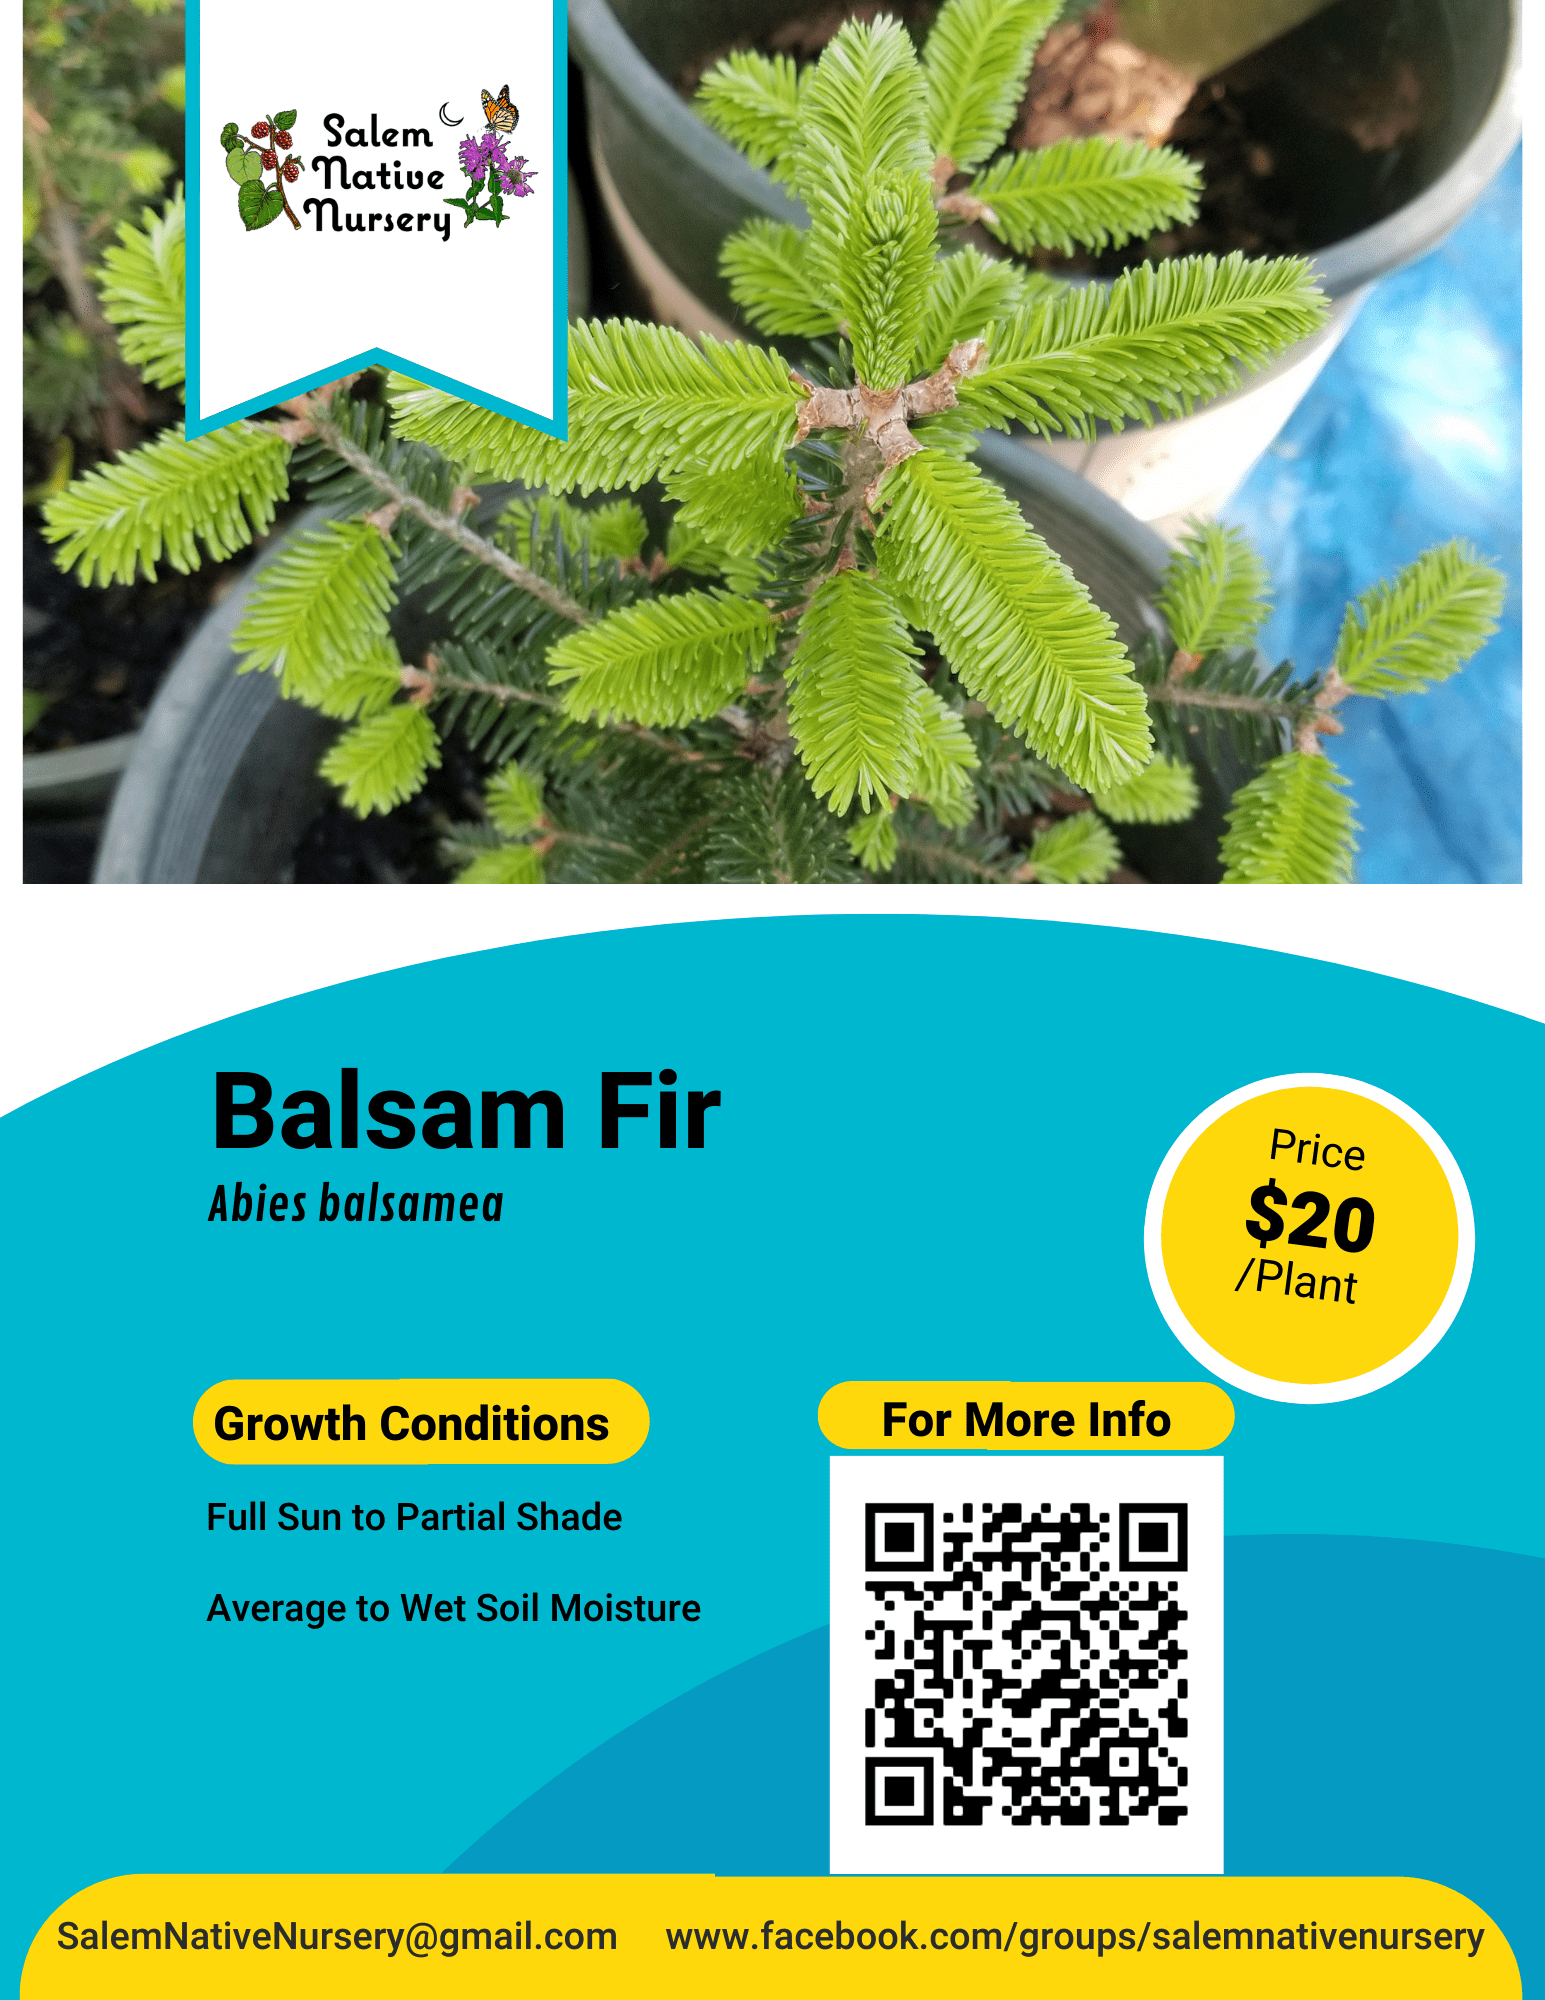 Salem
Native
Nursery
Balsam Fir
Abies balsamea
Price
$20
/Plant
Growth Conditions
Full Sun to Partial Shade
Average to Wet Soil Moisture
For More Info
SalemNativeNursery@gmail.com
www.facebook.com/groups/salemnativenursery